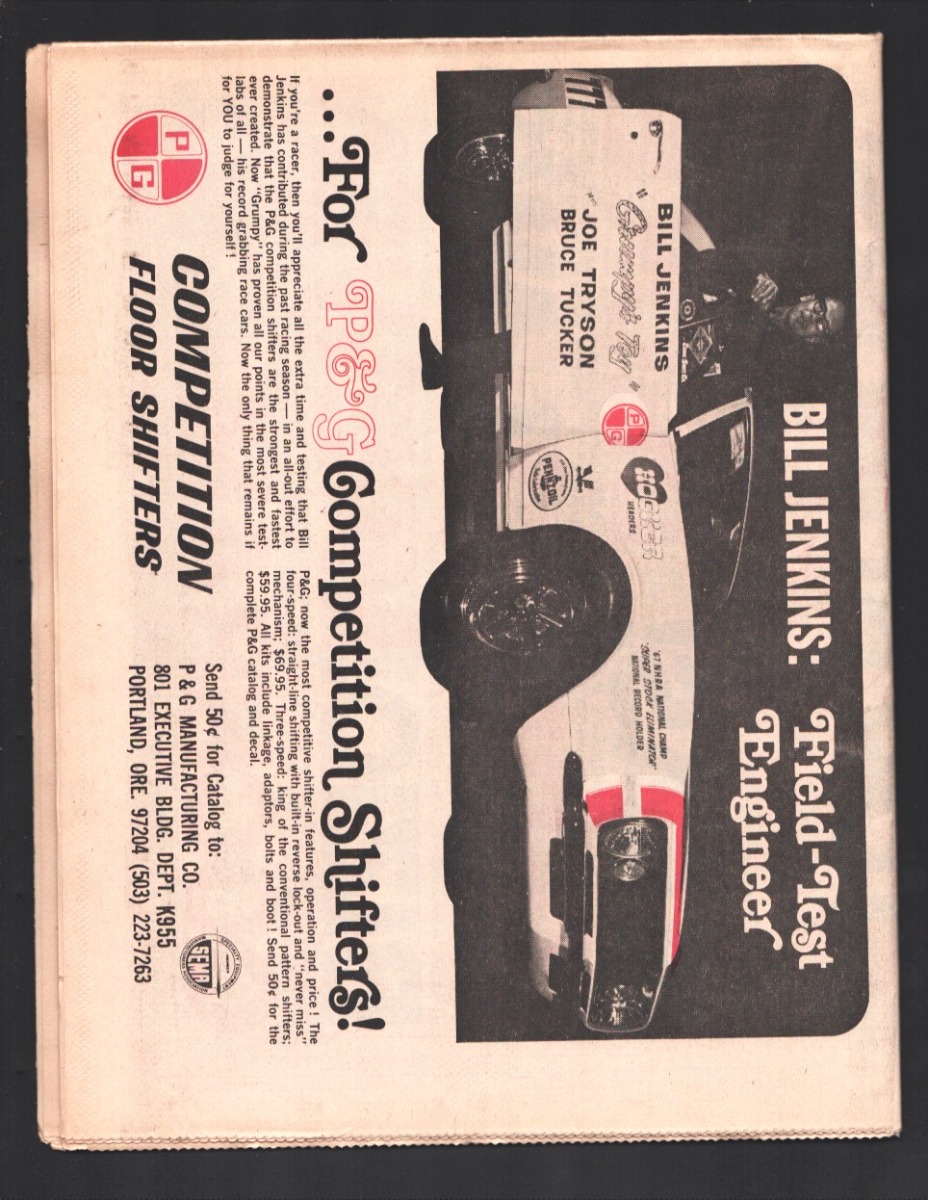 BILL JENKINS: Field-Test
Engineer
BILL JENKINS
"Grumpy's Toy"
JOE TRYSON
BRUCE TUCKER
P
G
HOOKER
HEADERS
PENNZOIL
'67 NHRA NATIONAL CHAMP
"SUPER STOCK ELIMINATOR"
NATIONAL RECORD HOLDER
...For P&G Competition Shifters!
If you're a racer, then you'll appreciate all the extra time and testing that Bill
Jenkins has contributed during the past racing season — in an all-out effort to
demonstrate that the P&G competition shifters are the strongest and fastest
ever created. Now "Grumpy" has proven all our points in the most severe test-
labs of all — his record grabbing race cars. Now the only thing that remains if
for YOU to judge for yourself!
P&G; now the most competitive shifter-in features, operation and price! The
four-speed: straight-line shifting with built-in reverse lock-out and "never miss"
mechanism; $69.95. Three-speed: king of the conventional pattern shifters;
$59.95. All kits include linkage, adaptors, bolts and boot! Send 50¢ for the
complete P&G catalog and decal.
P
G
COMPETITION
FLOOR SHIFTERS
Send 50¢ for Catalog to:
P & G MANUFACTURING CO.
801 EXECUTIVE BLDG. DEPT. K955
PORTLAND, ORE. 97204 (503) 223-7263
SPECIALTY EQUIPMENT
MEMBER
SEMA
MANUFACTURERS ASSOCIATION